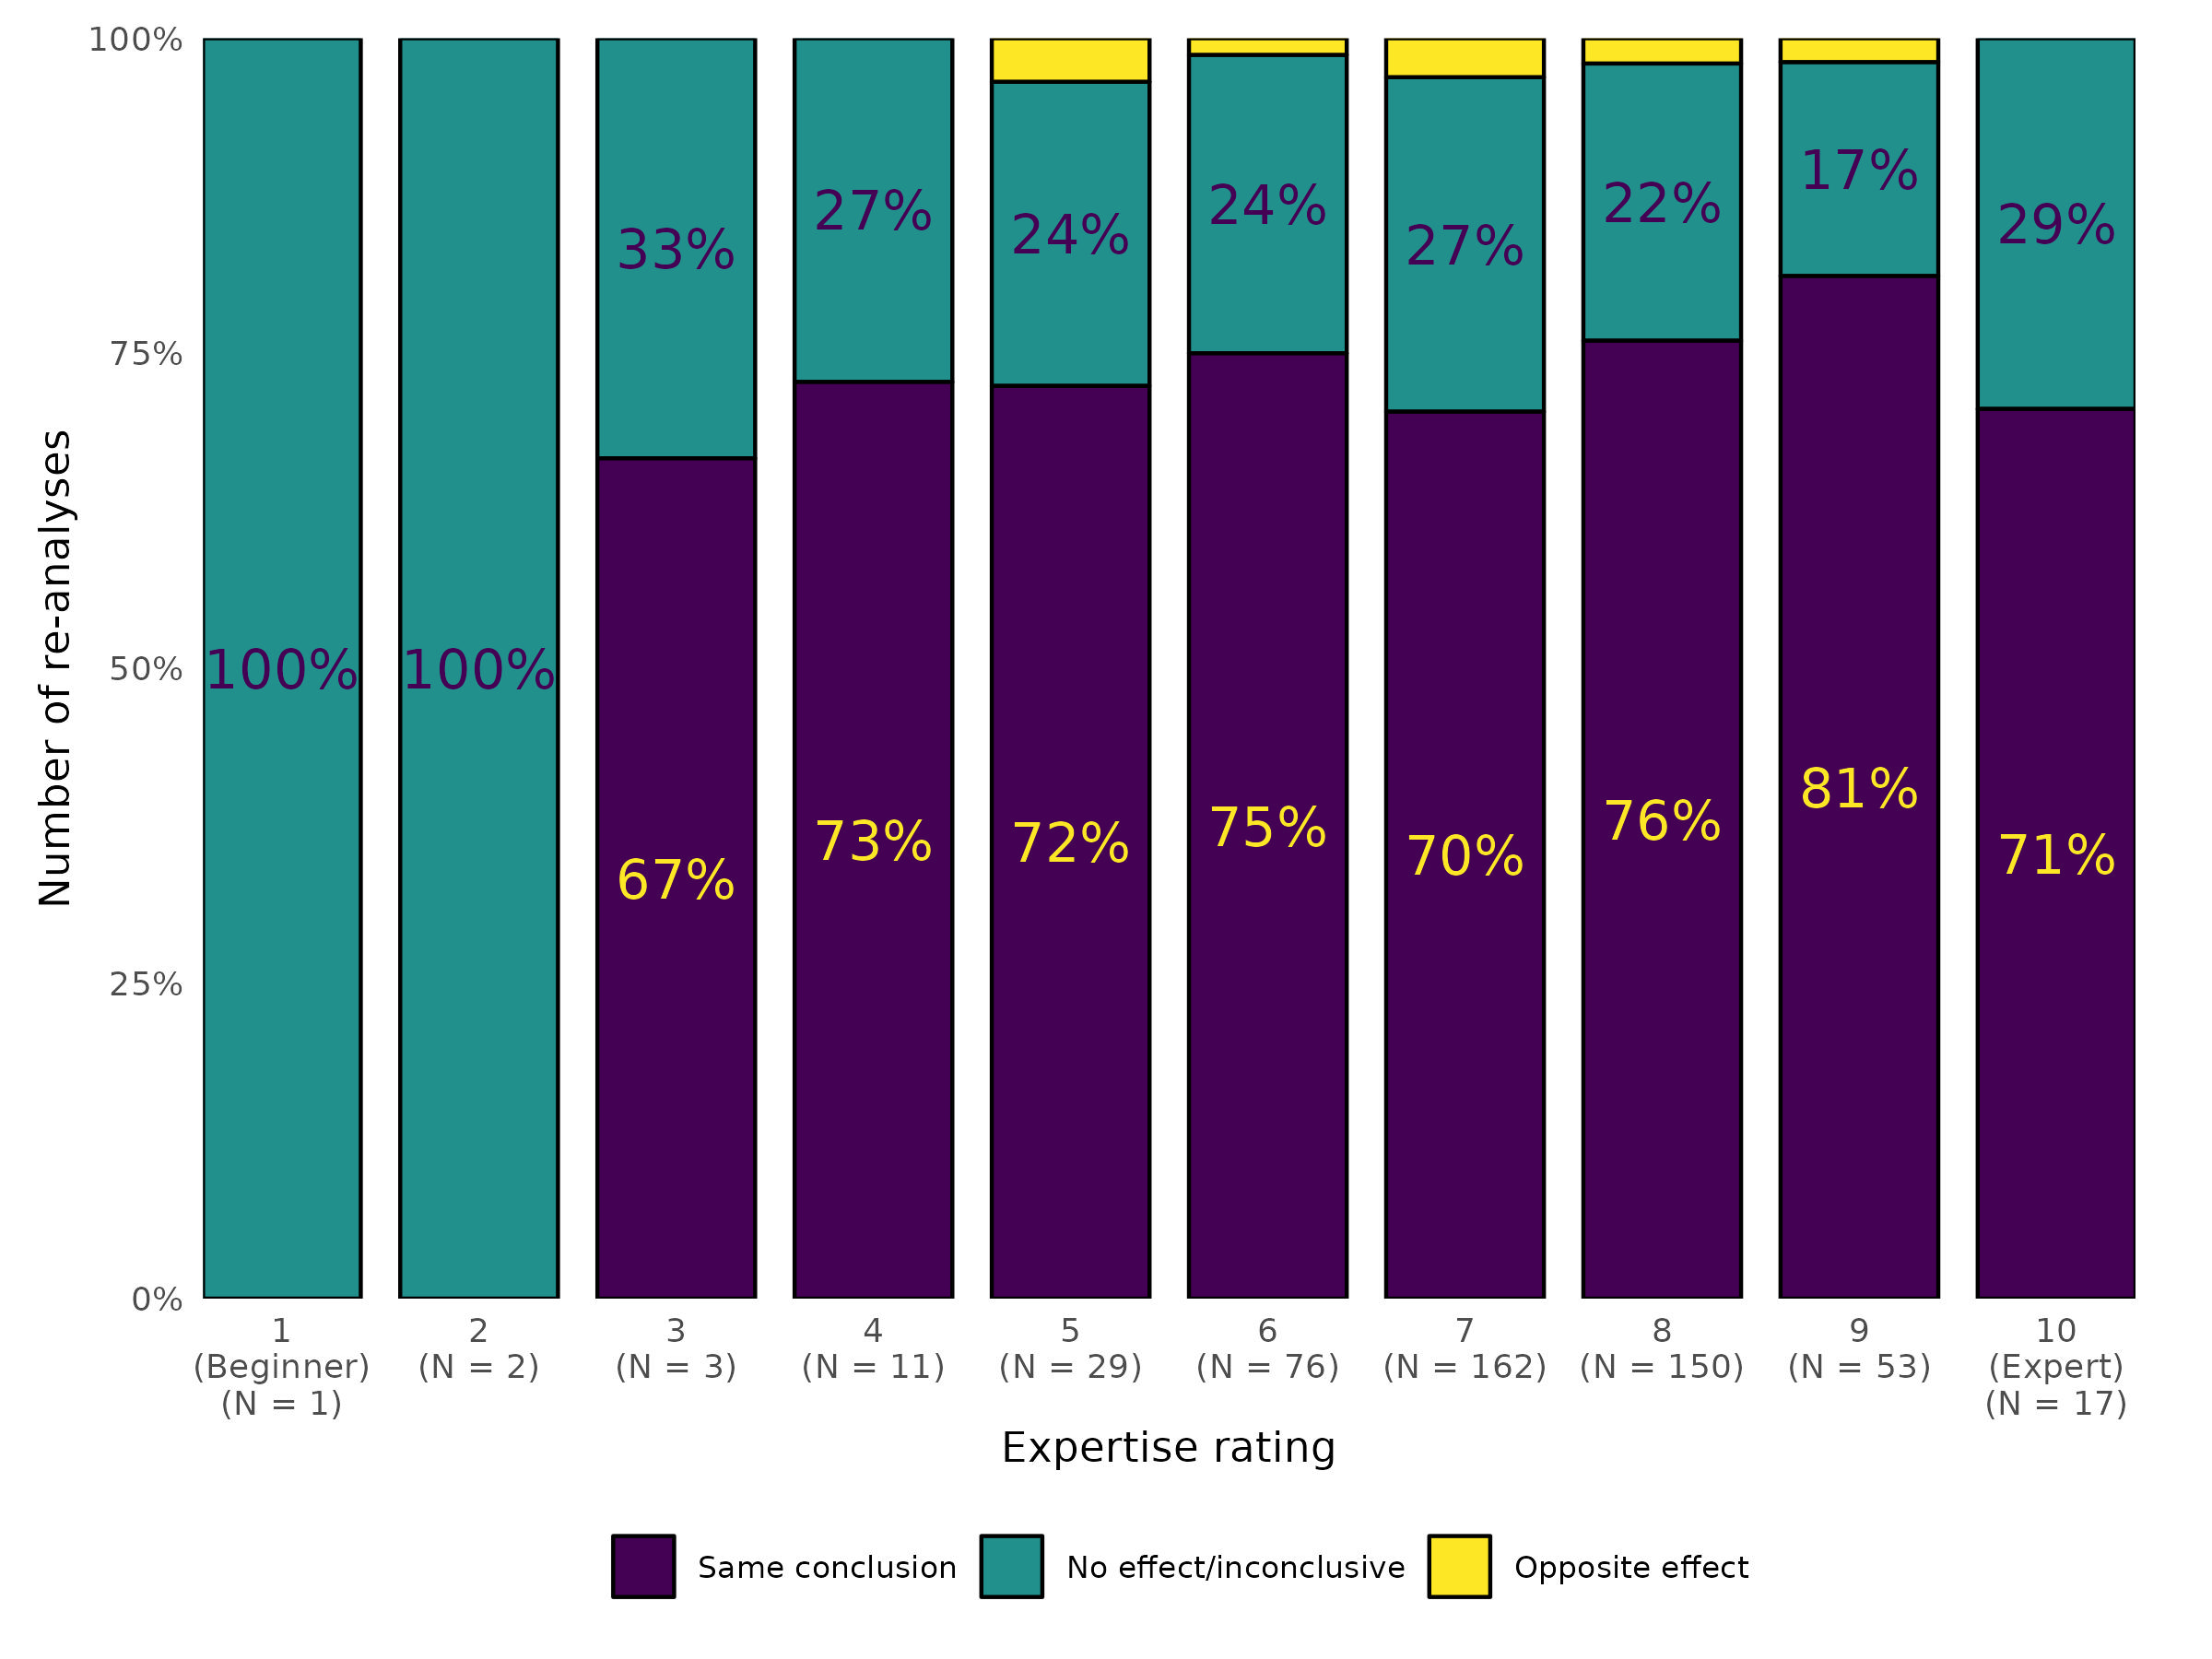 100%
75%
50%
25%
0%
Number of re-analyses
100%
100%
33%
67%
27%
73%
24%
72%
24%
75%
27%
70%
22%
76%
17%
81%
29%
71%
1
(Beginner)
(N = 1)
2
(N = 2)
3
(N = 3)
4
(N = 11)
5
(N = 29)
6
(N = 76)
7
(N = 162)
8
(N = 150)
9
(N = 53)
10
(Expert)
(N = 17)
Expertise rating
Same conclusion
No effect/inconclusive
Opposite effect